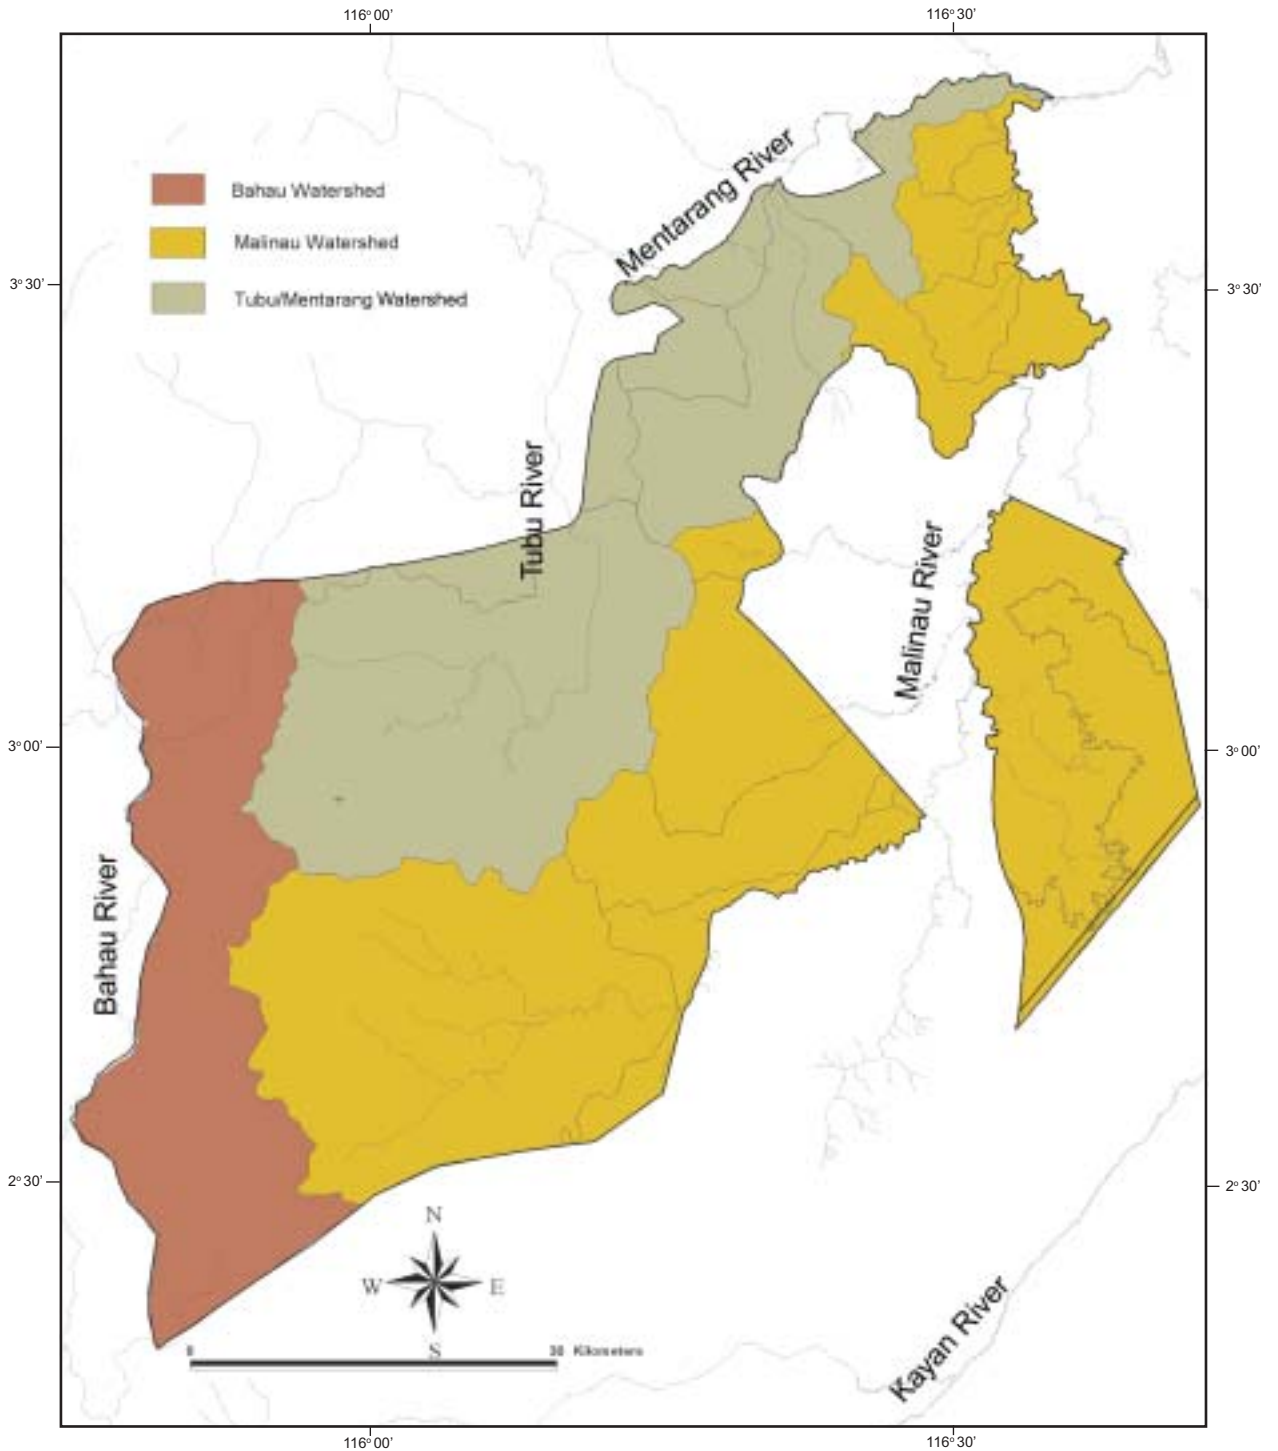 116° 00'
116° 30'
Mentarang River
Bahau Watershed
Malinau Watershed
Tubu/Mentarang Watershed
3° 30'
3° 30'
Tubu River
Malinau River
3° 00'
3° 00'
Bahau River
2° 30'
2° 30'
N
W
E
S
0
30 Kilometers
Kayan River
116° 00'
116° 30'